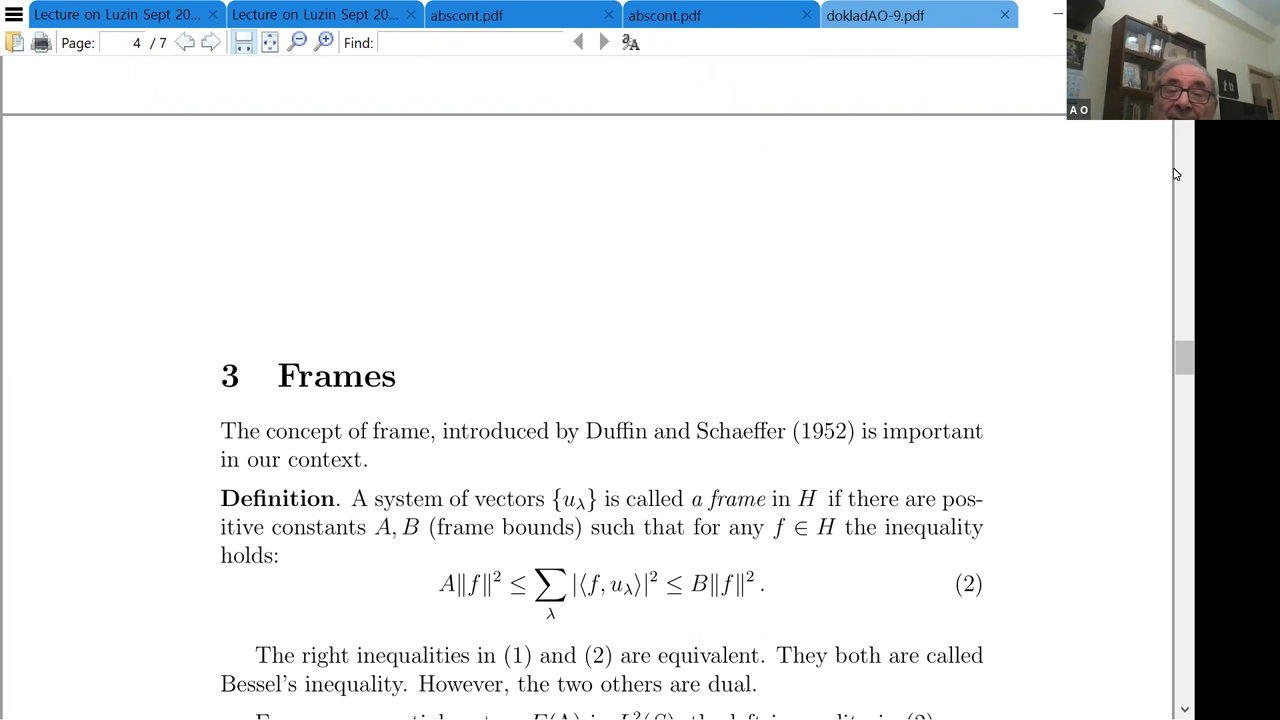 Lecture on Luzin Sept 20... Lecture on Luzin Sept 20... abscont.pdf abscont.pdf dokladAO-9.pdf
Page: 4 / 7 Find:
A O
3 Frames
The concept of frame, introduced by Duffin and Schaeffer (1952) is important
in our context.
Definition. A system of vectors {u_λ} is called a frame in H if there are pos-
itive constants A, B (frame bounds) such that for any f ∈ H the inequality
holds:
A‖f‖² ≤ ∑_λ |⟨f, u_λ⟩|² ≤ B‖f‖² . (2)
The right inequalities in (1) and (2) are equivalent. They both are called
Bessel's inequality. However, the two others are dual.